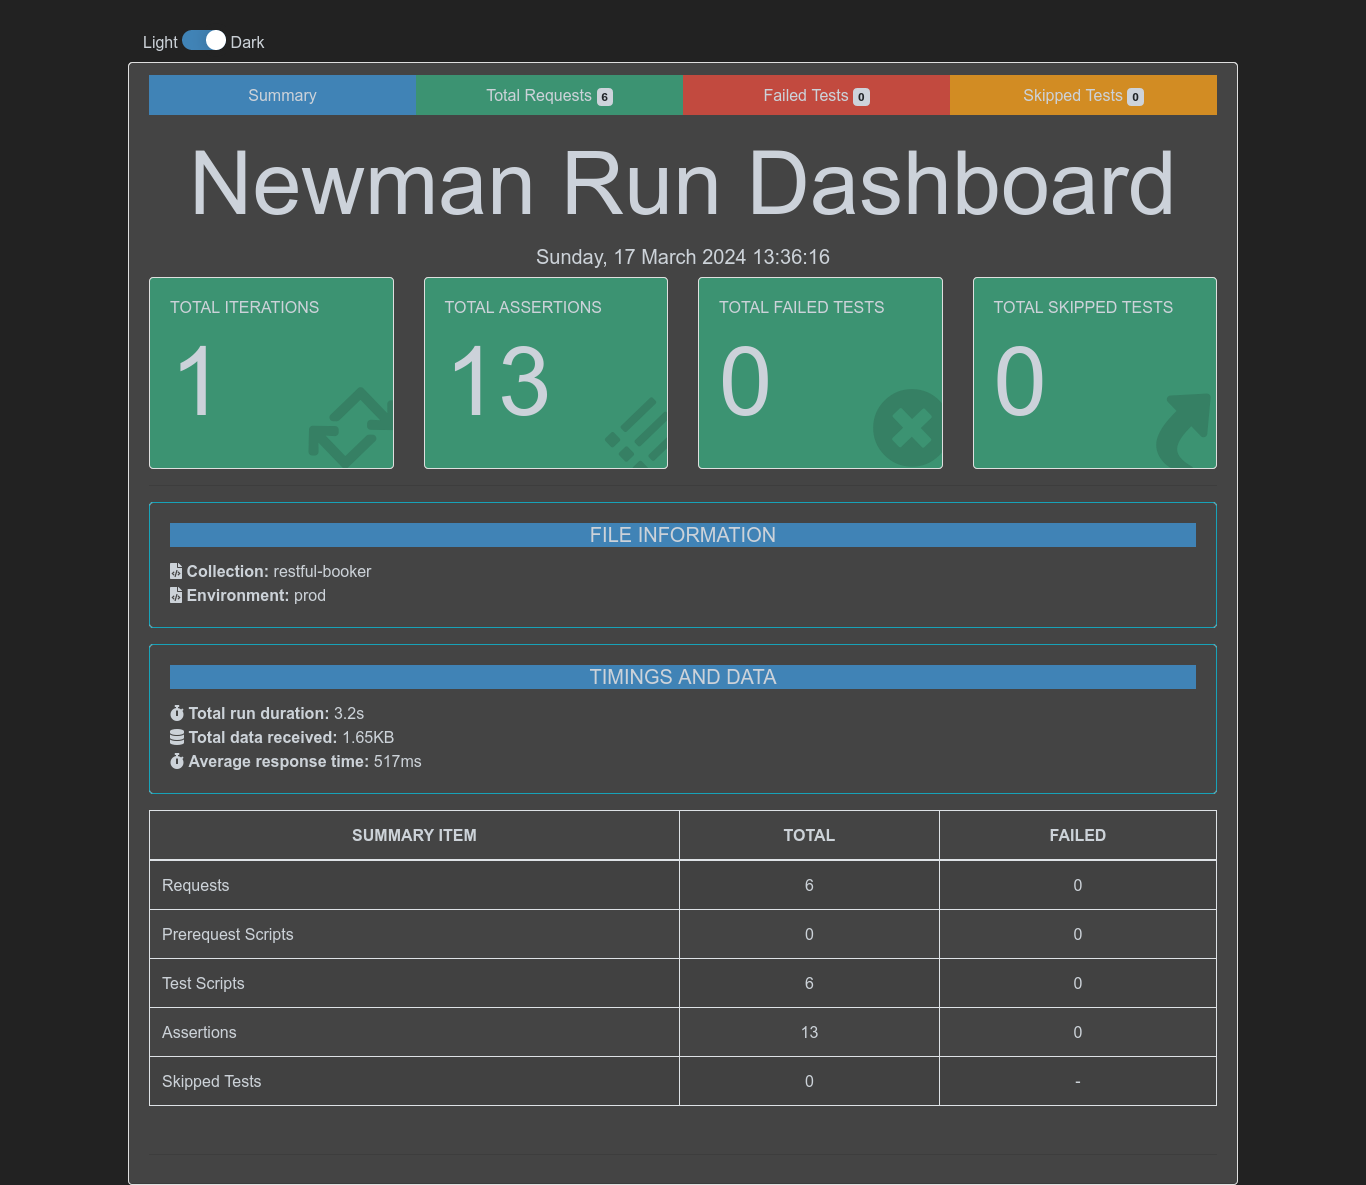 Light Dark
Summary Total Requests 6 Failed Tests 0 Skipped Tests 0
Newman Run Dashboard
Sunday, 17 March 2024 13:36:16
TOTAL ITERATIONS TOTAL ASSERTIONS TOTAL FAILED TESTS TOTAL SKIPPED TESTS
1 13 0 0
FILE INFORMATION
Collection: restful-booker
Environment: prod
TIMINGS AND DATA
Total run duration: 3.2s
Total data received: 1.65KB
Average response time: 517ms
SUMMARY ITEM TOTAL FAILED
Requests 6 0
Prerequest Scripts 0 0
Test Scripts 6 0
Assertions 13 0
Skipped Tests 0 -